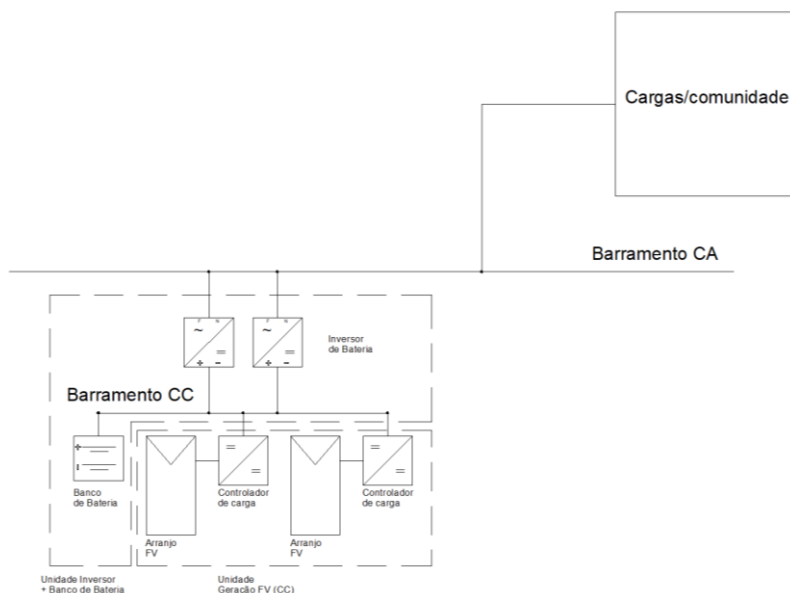 Cargas/comunidade
Barramento CA
Inversor
de Bateria
Barramento CC
Banco
de Bateria
Arranjo
FV
Controlador
de carga
Arranjo
FV
Controlador
de carga
Unidade Inversor
+ Banco de Bateria
Unidade
Geração FV (CC)